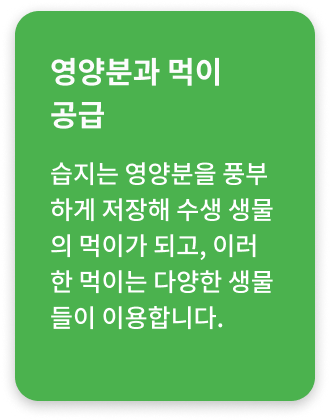 영양분과 먹이
공급
습지는 영양분을 풍부
하게 저장해 수생 생물
의 먹이가 되고, 이러
한 먹이는 다양한 생물
들이 이용합니다.